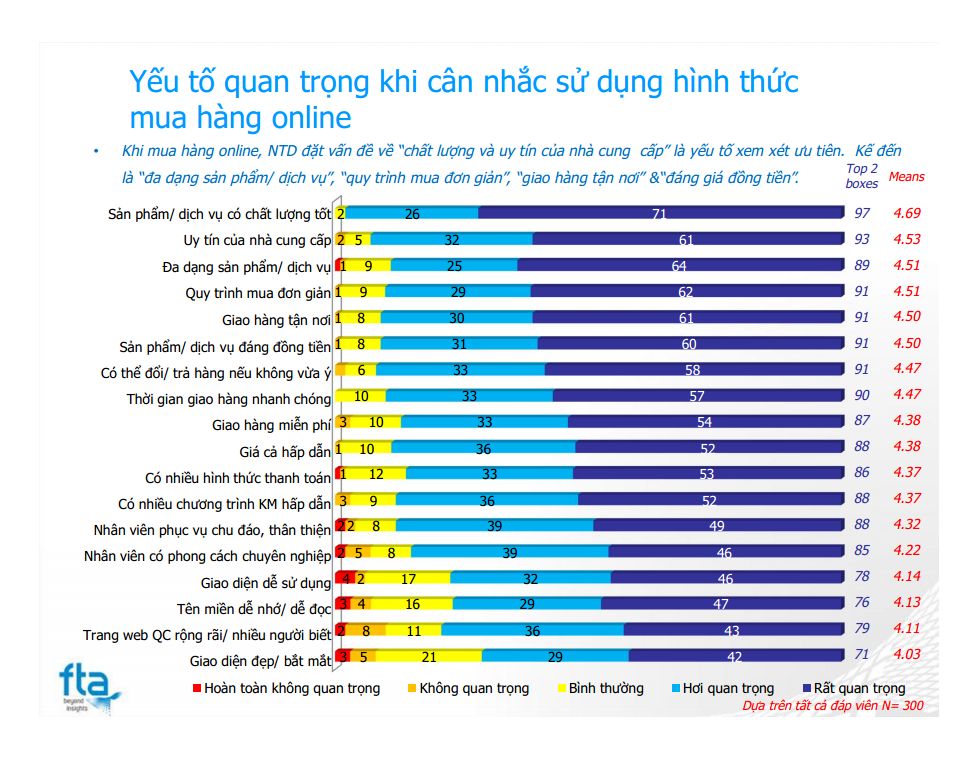 Yếu tố quan trọng khi cân nhắc sử dụng hình thức
mua hàng online
• Khi mua hàng online, NTD đặt vấn đề về “chất lượng và uy tín của nhà cung cấp” là yếu tố xem xét ưu tiên. Kế đến
là “đa dạng sản phẩm/ dịch vụ”, “quy trình mua đơn giản”, “giao hàng tận nơi” &“đáng giá đồng tiền”.
Top 2 boxes Means
Sản phẩm/ dịch vụ có chất lượng tốt 2 26 71 97 4.69
Uy tín của nhà cung cấp 2 5 32 61 93 4.53
Đa dạng sản phẩm/ dịch vụ 1 9 25 64 89 4.51
Quy trình mua đơn giản 1 9 29 62 91 4.51
Giao hàng tận nơi 1 8 30 61 91 4.50
Sản phẩm/ dịch vụ đáng đồng tiền 1 8 31 60 91 4.50
Có thể đổi/ trả hàng nếu không vừa ý 6 33 58 91 4.47
Thời gian giao hàng nhanh chóng 10 33 57 90 4.47
Giao hàng miễn phí 3 10 33 54 87 4.38
Giá cả hấp dẫn 1 10 36 52 88 4.38
Có nhiều hình thức thanh toán 1 12 33 53 86 4.37
Có nhiều chương trình KM hấp dẫn 3 9 36 52 88 4.37
Nhân viên phục vụ chu đáo, thân thiện 2 2 8 39 49 88 4.32
Nhân viên có phong cách chuyên nghiệp 2 5 8 39 46 85 4.22
Giao diện dễ sử dụng 4 2 17 32 46 78 4.14
Tên miền dễ nhớ/ dễ đọc 3 4 16 29 47 76 4.13
Trang web QC rộng rãi/ nhiều người biết 2 8 11 36 43 79 4.11
Giao diện đẹp/ bắt mắt 3 5 21 29 42 71 4.03
Hoàn toàn không quan trọng Không quan trọng Bình thường Hơi quan trọng Rất quan trọng
fta
beyond
insights
Dựa trên tất cả đáp viên N= 300